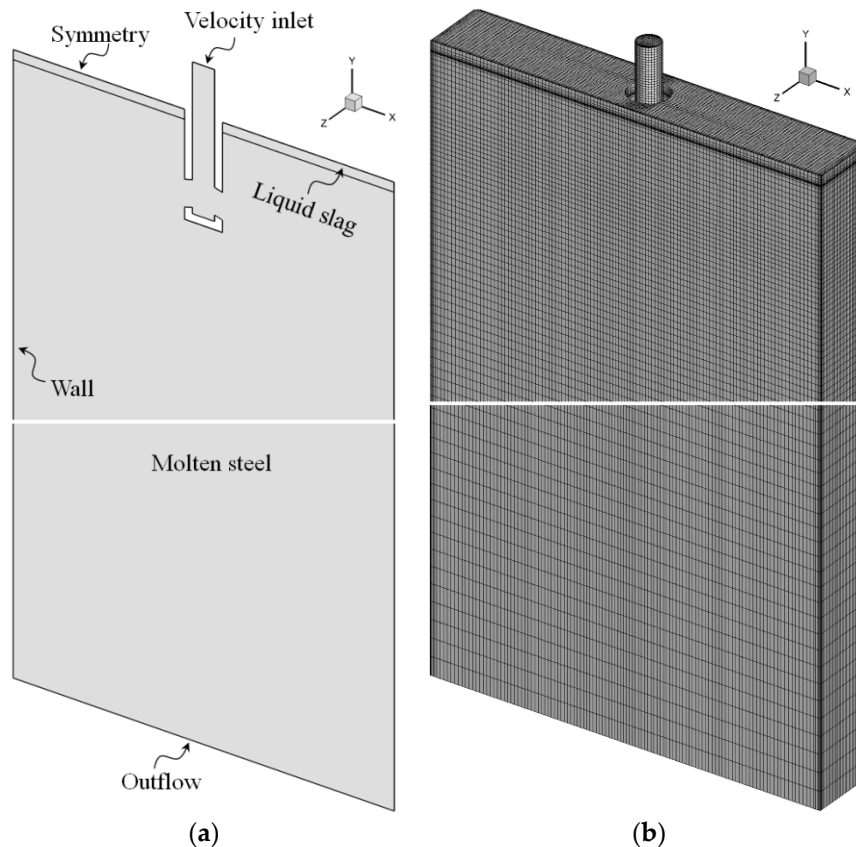 Velocity inlet
Symmetry
Y
X
Z
Liquid slag
Wall
Molten steel
Outflow
(a)
Y
X
Z
(b)